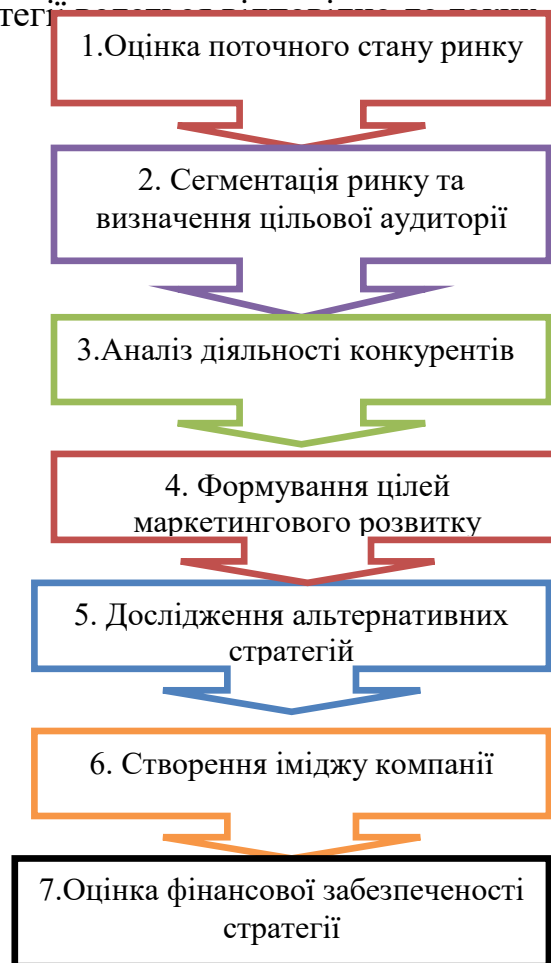 1.Оцінка поточного стану ринку
2. Сегментація ринку та
визначення цільової аудиторії
3.Аналіз діяльності конкурентів
4. Формування цілей
маркетингового розвитку
5. Дослідження альтернативних
стратегій
6. Створення іміджу компанії
7.Оцінка фінансової забезпеченості
стратегії